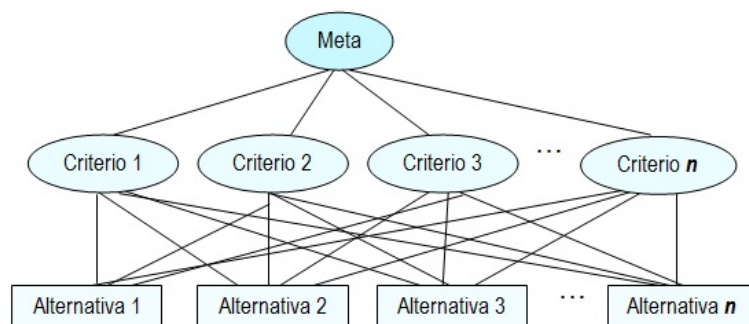 Meta
Criterio 1 Criterio 2 Criterio 3 ... Criterio n
Alternativa 1 Alternativa 2 Alternativa 3 ... Alternativa n